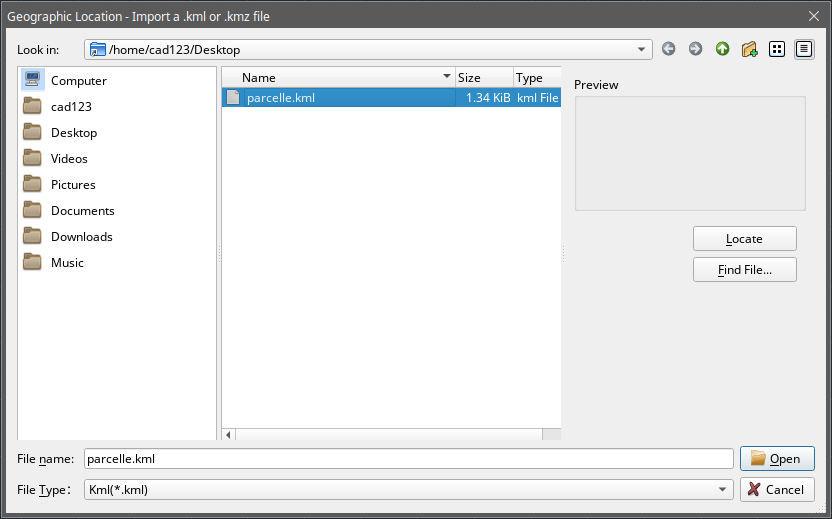 Geographic Location - Import a .kml or .kmz file
Look in: /home/cad123/Desktop
Computer
cad123
Desktop
Videos
Pictures
Documents
Downloads
Music
Name Size Type
parcelle.kml 1.34 KiB kml File
Preview
Locate
Find File...
File name: parcelle.kml Open
File Type: Kml(*.kml) Cancel